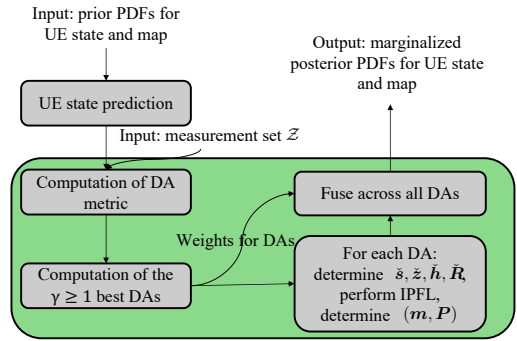 Input: prior PDFs for
UE state and map
Output: marginalized
posterior PDFs for UE state
and map
UE state prediction
Input: measurement set 𝒵
Computation of DA
metric
Fuse across all DAs
Weights for DAs
Computation of the
γ ≥ 1 best DAs
For each DA:
determine š, ž, ȟ, Ř,
perform IPFL,
determine (m, P)